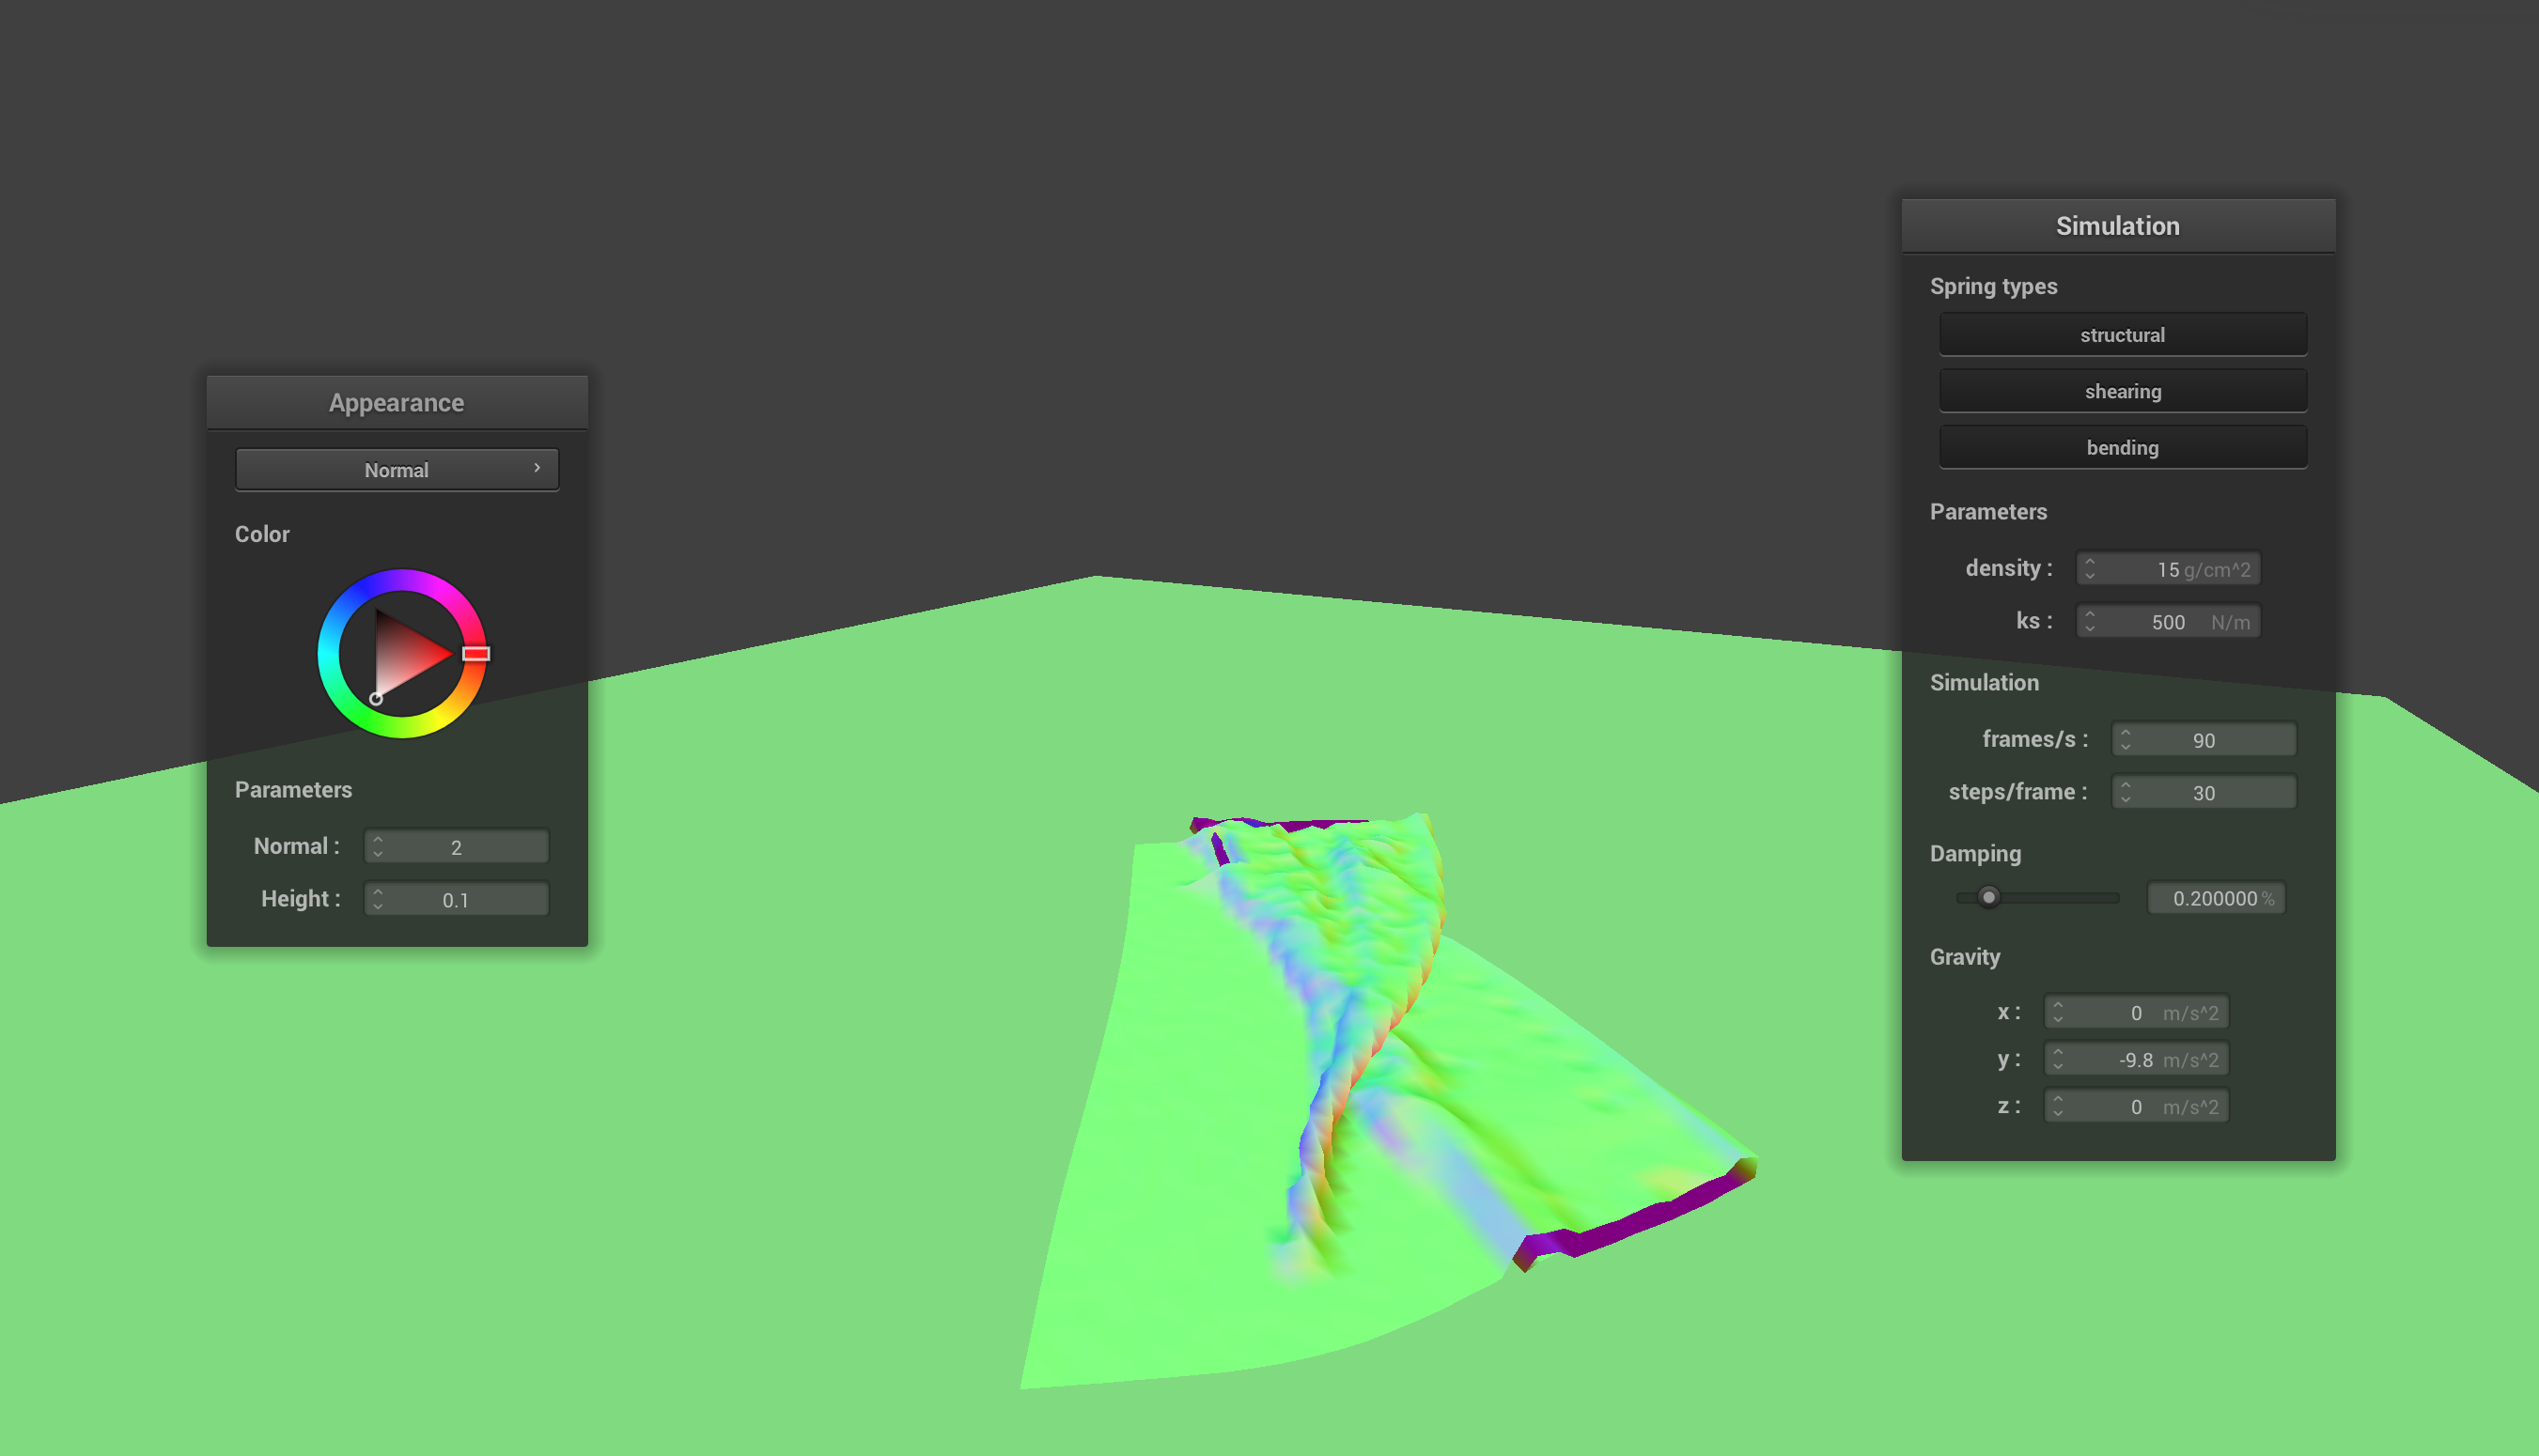 Appearance
Normal
Color
Parameters
Normal : 2
Height : 0.1
Simulation
Spring types
structural
shearing
bending
Parameters
density : 15 g/cm^2
ks : 500 N/m
Simulation
frames/s : 90
steps/frame : 30
Damping
0.200000 %
Gravity
x : 0 m/s^2
y : -9.8 m/s^2
z : 0 m/s^2